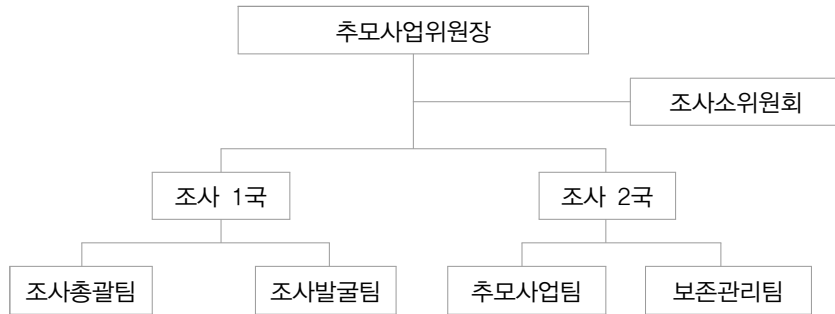 추모사업위원장
조사소위원회
조사 1국
조사 2국
조사총괄팀
조사발굴팀
추모사업팀
보존관리팀